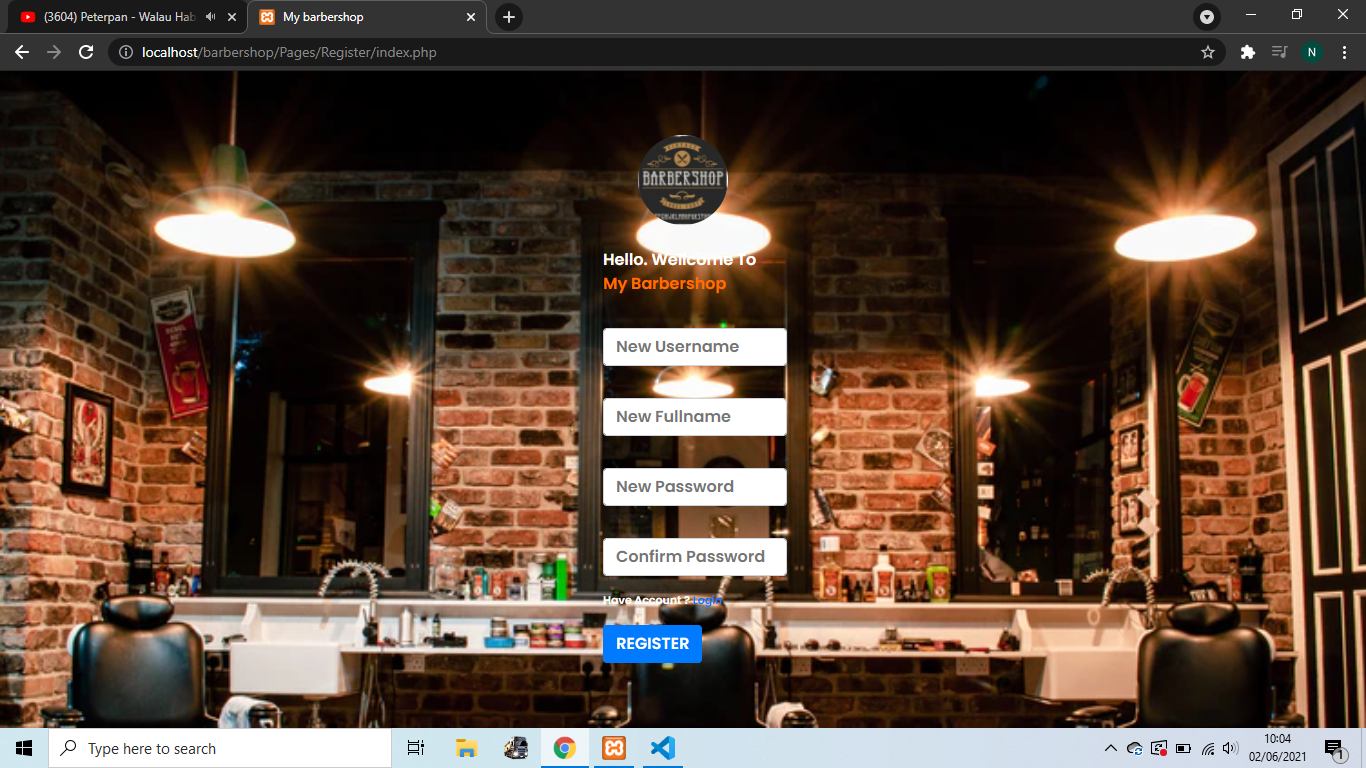 (3604) Peterpan - Walau Hab
My barbershop
localhost/barbershop/Pages/Register/index.php
N
BARBERSHOP
Hello. Wellcome To
My Barbershop
New Username
New Fullname
New Password
Confirm Password
Have Account ? Login
REGISTER
Type here to search
10:04
02/06/2021
1